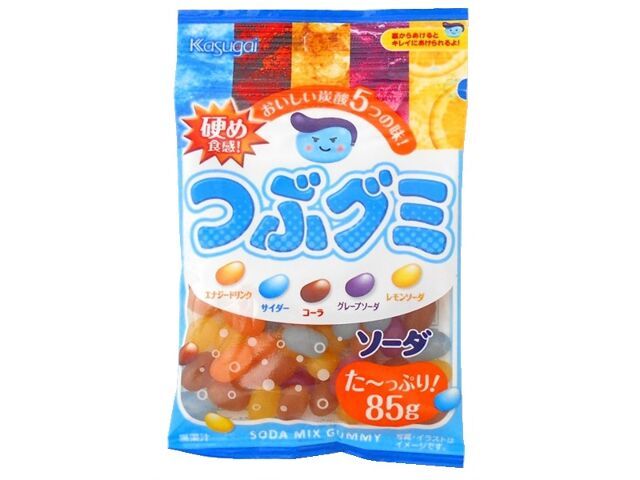 Kasugai
裏からあけると
キレイにあけられるよ!
おいしい炭酸5つの味!
硬め
食感!
つぶグミ
エナジードリンク
サイダー
コーラ
グレープソーダ
レモンソーダ
ソーダ
た〜っぷり!
85g
無果汁
SODA MIX GUMMY
写真・イラストは
イメージです。